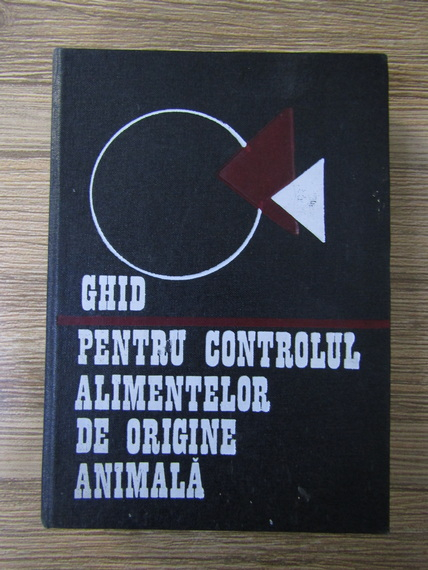 GHID
PENTRU CONTROLUL
ALIMENTELOR
DE ORIGINE
ANIMALĂ